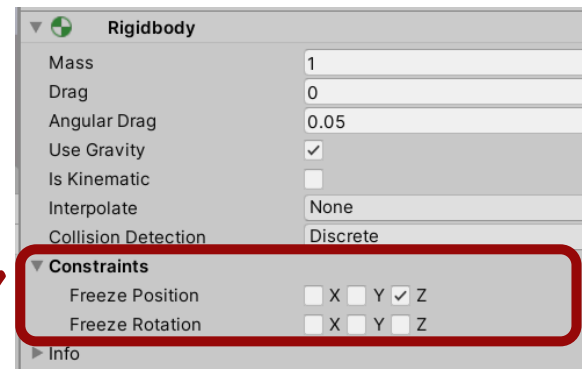 Rigidbody
Mass 1
Drag 0
Angular Drag 0.05
Use Gravity
Is Kinematic
Interpolate None
Collision Detection Discrete
Constraints
Freeze Position X Y Z
Freeze Rotation X Y Z
Info